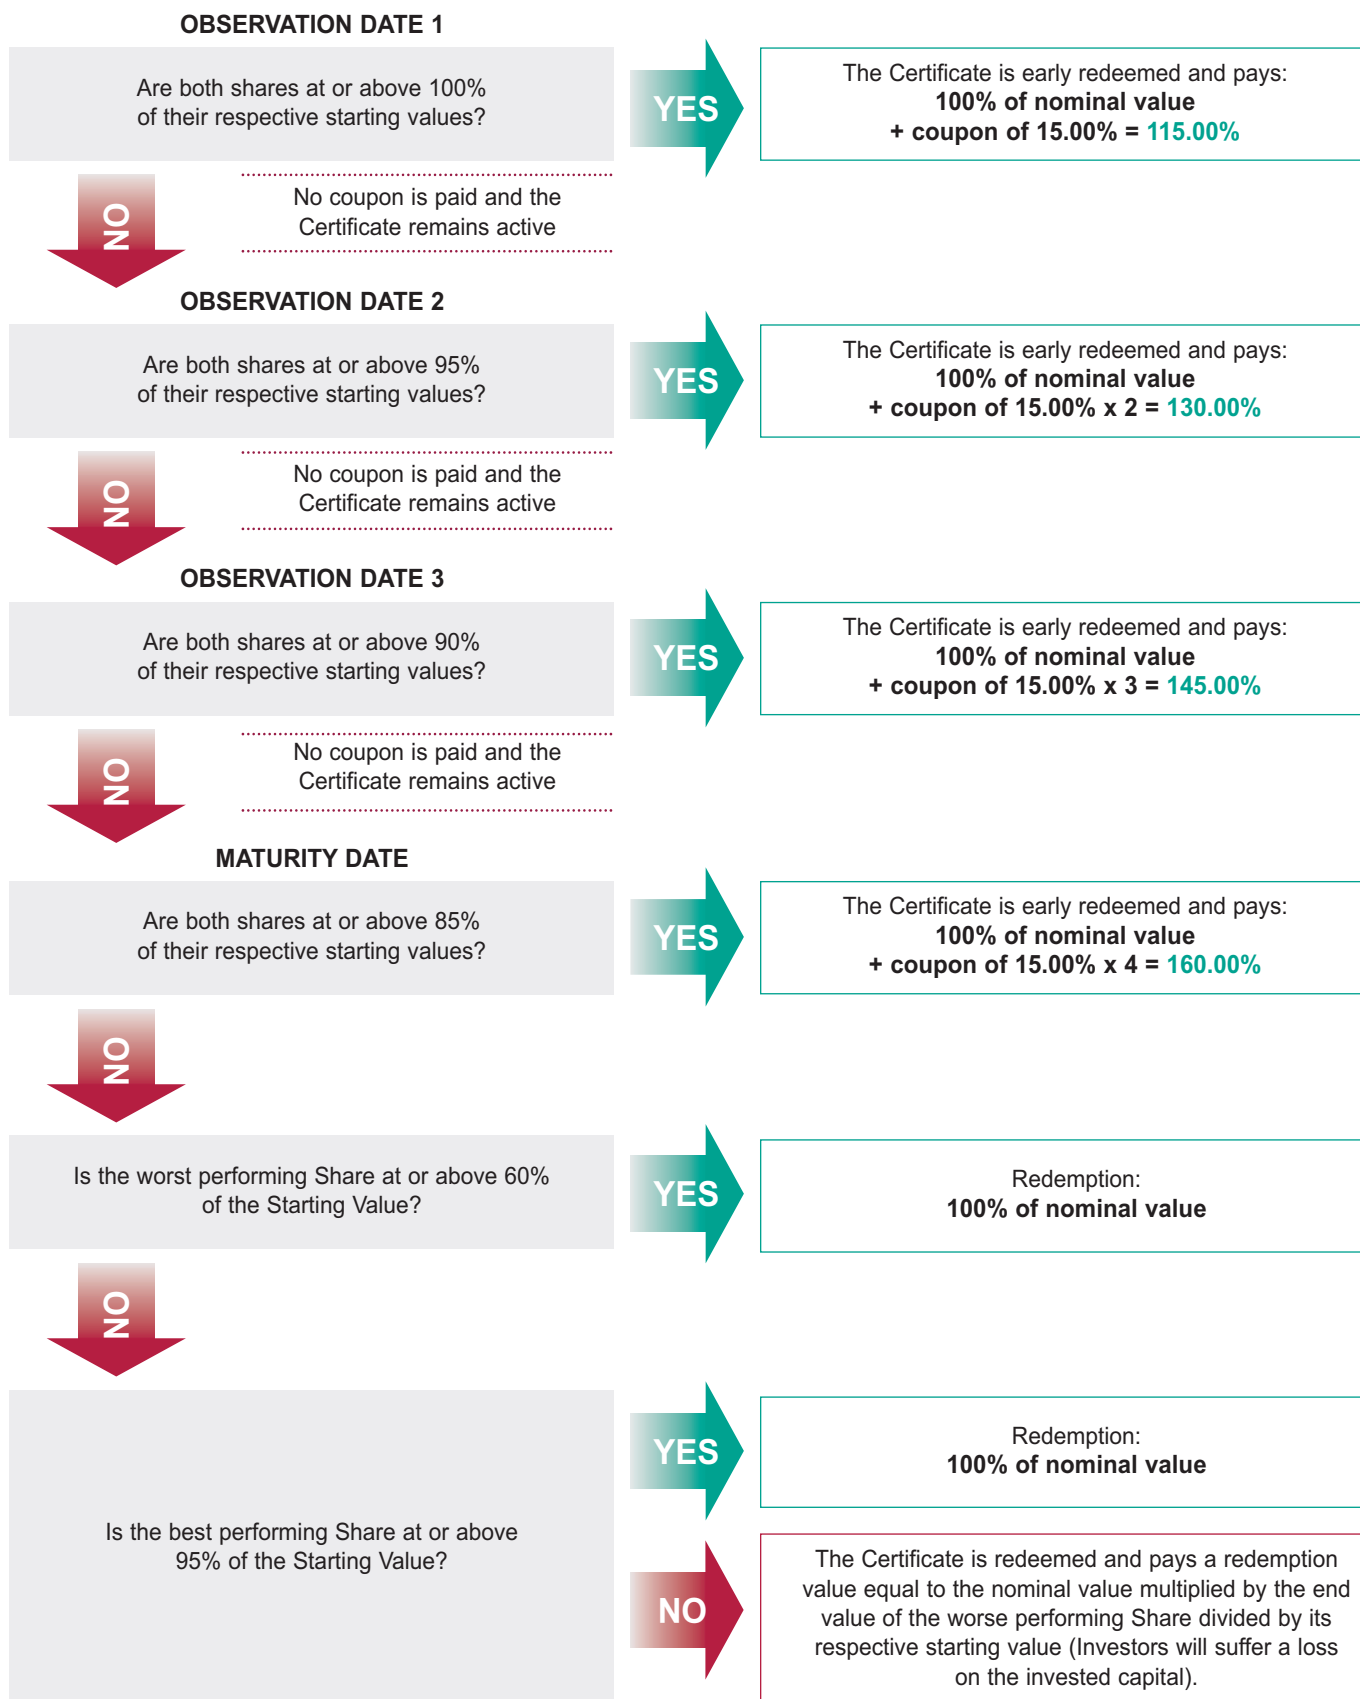 OBSERVATION DATE 1
Are both shares at or above 100%
of their respective starting values?
YES
The Certificate is early redeemed and pays:
100% of nominal value
+ coupon of 15.00% = 115.00%
NO
No coupon is paid and the
Certificate remains active
OBSERVATION DATE 2
Are both shares at or above 95%
of their respective starting values?
YES
The Certificate is early redeemed and pays:
100% of nominal value
+ coupon of 15.00% x 2 = 130.00%
NO
No coupon is paid and the
Certificate remains active
OBSERVATION DATE 3
Are both shares at or above 90%
of their respective starting values?
YES
The Certificate is early redeemed and pays:
100% of nominal value
+ coupon of 15.00% x 3 = 145.00%
NO
No coupon is paid and the
Certificate remains active
MATURITY DATE
Are both shares at or above 85%
of their respective starting values?
YES
The Certificate is early redeemed and pays:
100% of nominal value
+ coupon of 15.00% x 4 = 160.00%
NO
Is the worst performing Share at or above 60%
of the Starting Value?
YES
Redemption:
100% of nominal value
NO
Is the best performing Share at or above
95% of the Starting Value?
YES
Redemption:
100% of nominal value
NO
The Certificate is redeemed and pays a redemption
value equal to the nominal value multiplied by the end
value of the worse performing Share divided by its
respective starting value (Investors will suffer a loss
on the invested capital).